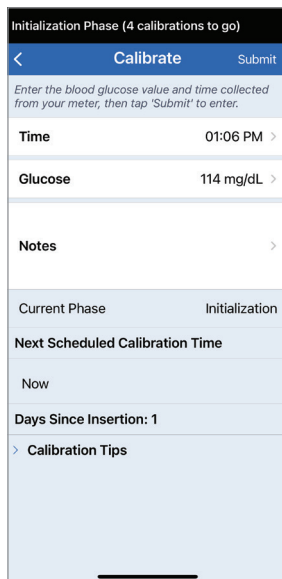 Initialization Phase (4 calibrations to go)
Calibrate Submit
Enter the blood glucose value and time collected
from your meter, then tap 'Submit' to enter.
Time 01:06 PM
Glucose 114 mg/dL
Notes
Current Phase Initialization
Next Scheduled Calibration Time
Now
Days Since Insertion: 1
Calibration Tips